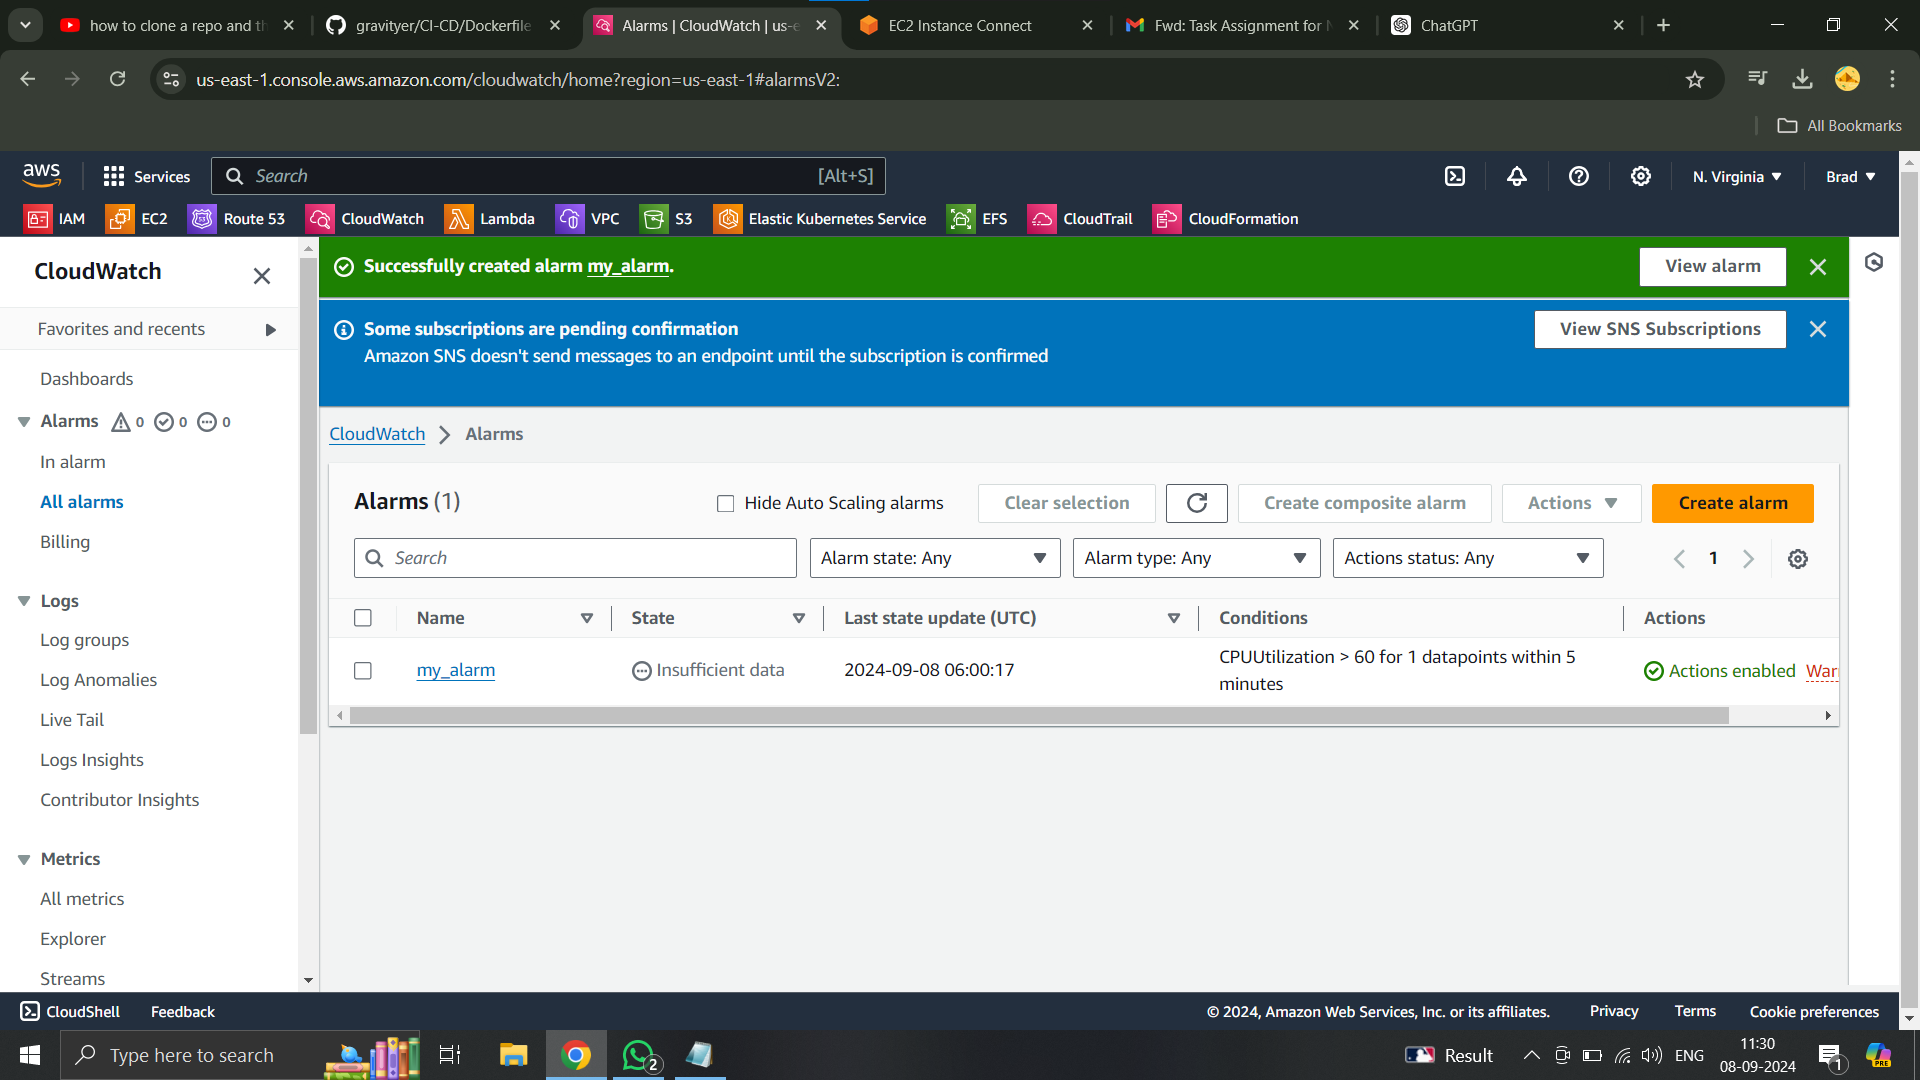 how to clone a repo and th
gravityer/CI-CD/Dockerfile
Alarms | CloudWatch | us-e
EC2 Instance Connect
Fwd: Task Assignment for
ChatGPT
us-east-1.console.aws.amazon.com/cloudwatch/home?region=us-east-1#alarmsV2:
All Bookmarks
aws
Services
Search
[Alt+S]
N. Virginia
Brad
IAM
EC2
Route 53
CloudWatch
Lambda
VPC
S3
Elastic Kubernetes Service
EFS
CloudTrail
CloudFormation
CloudWatch
Favorites and recents
Dashboards
Alarms 0 0 0
In alarm
All alarms
Billing
Logs
Log groups
Log Anomalies
Live Tail
Logs Insights
Contributor Insights
Metrics
All metrics
Explorer
Streams
Successfully created alarm my_alarm.
View alarm
Some subscriptions are pending confirmation
Amazon SNS doesn't send messages to an endpoint until the subscription is confirmed
View SNS Subscriptions
CloudWatch
Alarms
Alarms (1)
Hide Auto Scaling alarms
Clear selection
Create composite alarm
Actions
Create alarm
Search
Alarm state: Any
Alarm type: Any
Actions status: Any
1
Name
State
Last state update (UTC)
Conditions
Actions
my_alarm
Insufficient data
2024-09-08 06:00:17
CPUUtilization > 60 for 1 datapoints within 5
minutes
Actions enabled
War
CloudShell
Feedback
© 2024, Amazon Web Services, Inc. or its affiliates.
Privacy
Terms
Cookie preferences
Type here to search
2
Result
ENG
11:30
08-09-2024
1
PRE